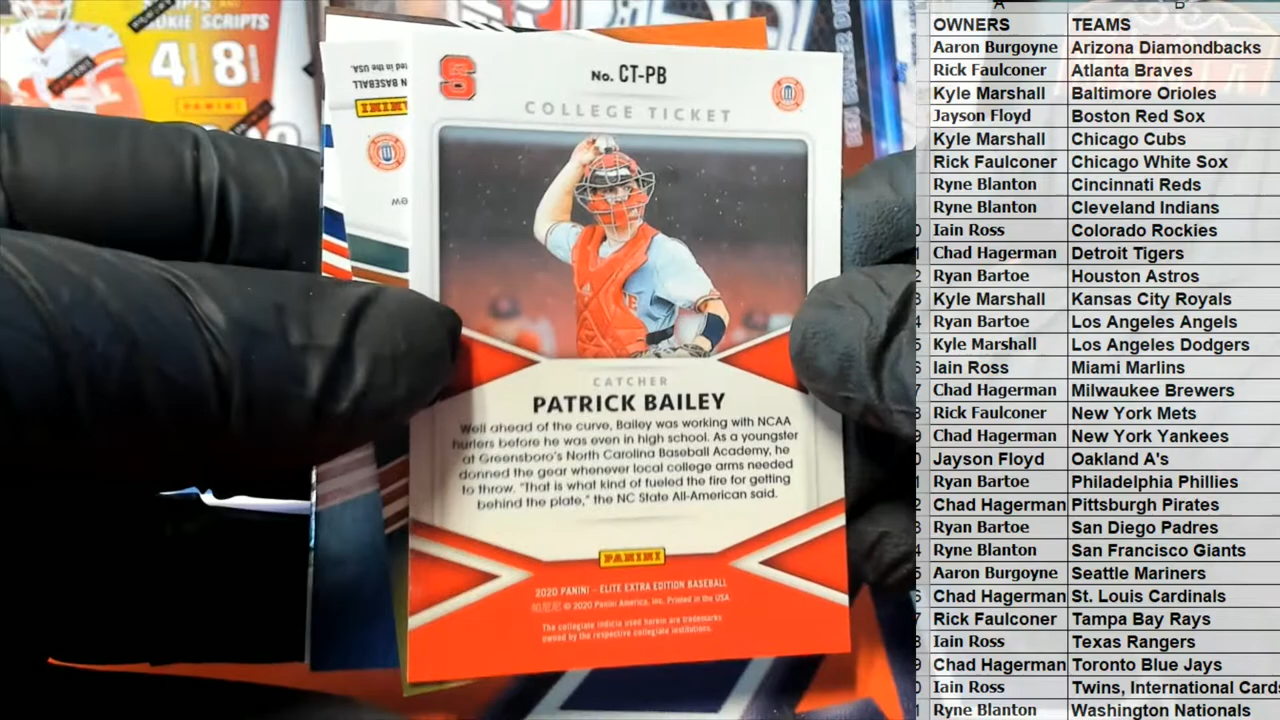 4 8
PANINI
ted in the USA.
N BASEBALL
PANINI
No. CT-PB
COLLEGE TICKET
CATCHER
PATRICK BAILEY
Well ahead of the curve, Bailey was working with NCAA
hurlers before he was even in high school. As a youngster
at Greensboro's North Carolina Baseball Academy, he
donned the gear whenever local college arms needed
to throw. "That is what kind of fueled the fire for getting
behind the plate," the NC State All-American said.
PANINI
2020 PANINI - ELITE EXTRA EDITION BASEBALL
© 2020 Panini America, Inc. Printed in the USA.
The collegiate indicia used herein are trademarks
owned by the respective collegiate institutions.
A B
OWNERS TEAMS
Aaron Burgoyne Arizona Diamondbacks
Rick Faulconer Atlanta Braves
Kyle Marshall Baltimore Orioles
Jayson Floyd Boston Red Sox
Kyle Marshall Chicago Cubs
Rick Faulconer Chicago White Sox
Ryne Blanton Cincinnati Reds
Ryne Blanton Cleveland Indians
Iain Ross Colorado Rockies
Chad Hagerman Detroit Tigers
Ryan Bartoe Houston Astros
Kyle Marshall Kansas City Royals
Ryan Bartoe Los Angeles Angels
Kyle Marshall Los Angeles Dodgers
Iain Ross Miami Marlins
Chad Hagerman Milwaukee Brewers
Rick Faulconer New York Mets
Chad Hagerman New York Yankees
Jayson Floyd Oakland A's
Ryan Bartoe Philadelphia Phillies
Chad Hagerman Pittsburgh Pirates
Ryan Bartoe San Diego Padres
Ryne Blanton San Francisco Giants
Aaron Burgoyne Seattle Mariners
Chad Hagerman St. Louis Cardinals
Rick Faulconer Tampa Bay Rays
Iain Ross Texas Rangers
Chad Hagerman Toronto Blue Jays
Iain Ross Twins, International Cards
Ryne Blanton Washington Nationals